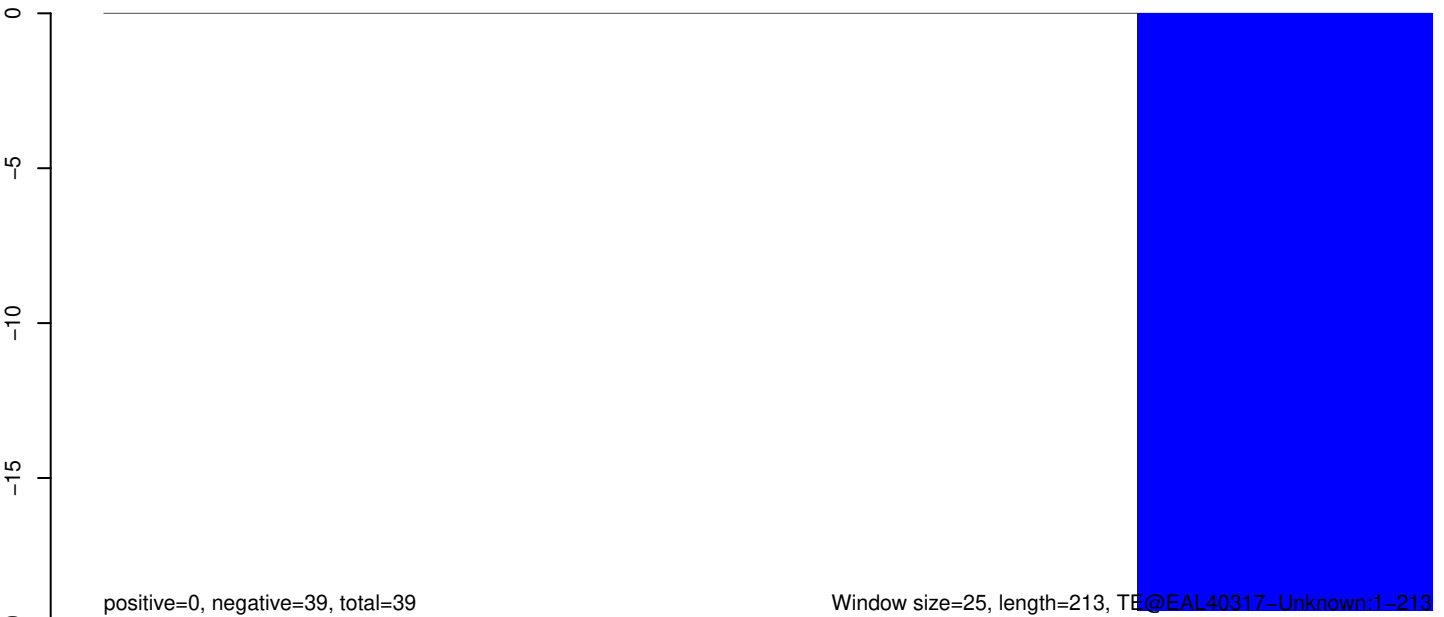 0
−5
−10
−15
positive=0, negative=39, total=39
Window size=25, length=213, TE@EAL40317−Unknown:1−213